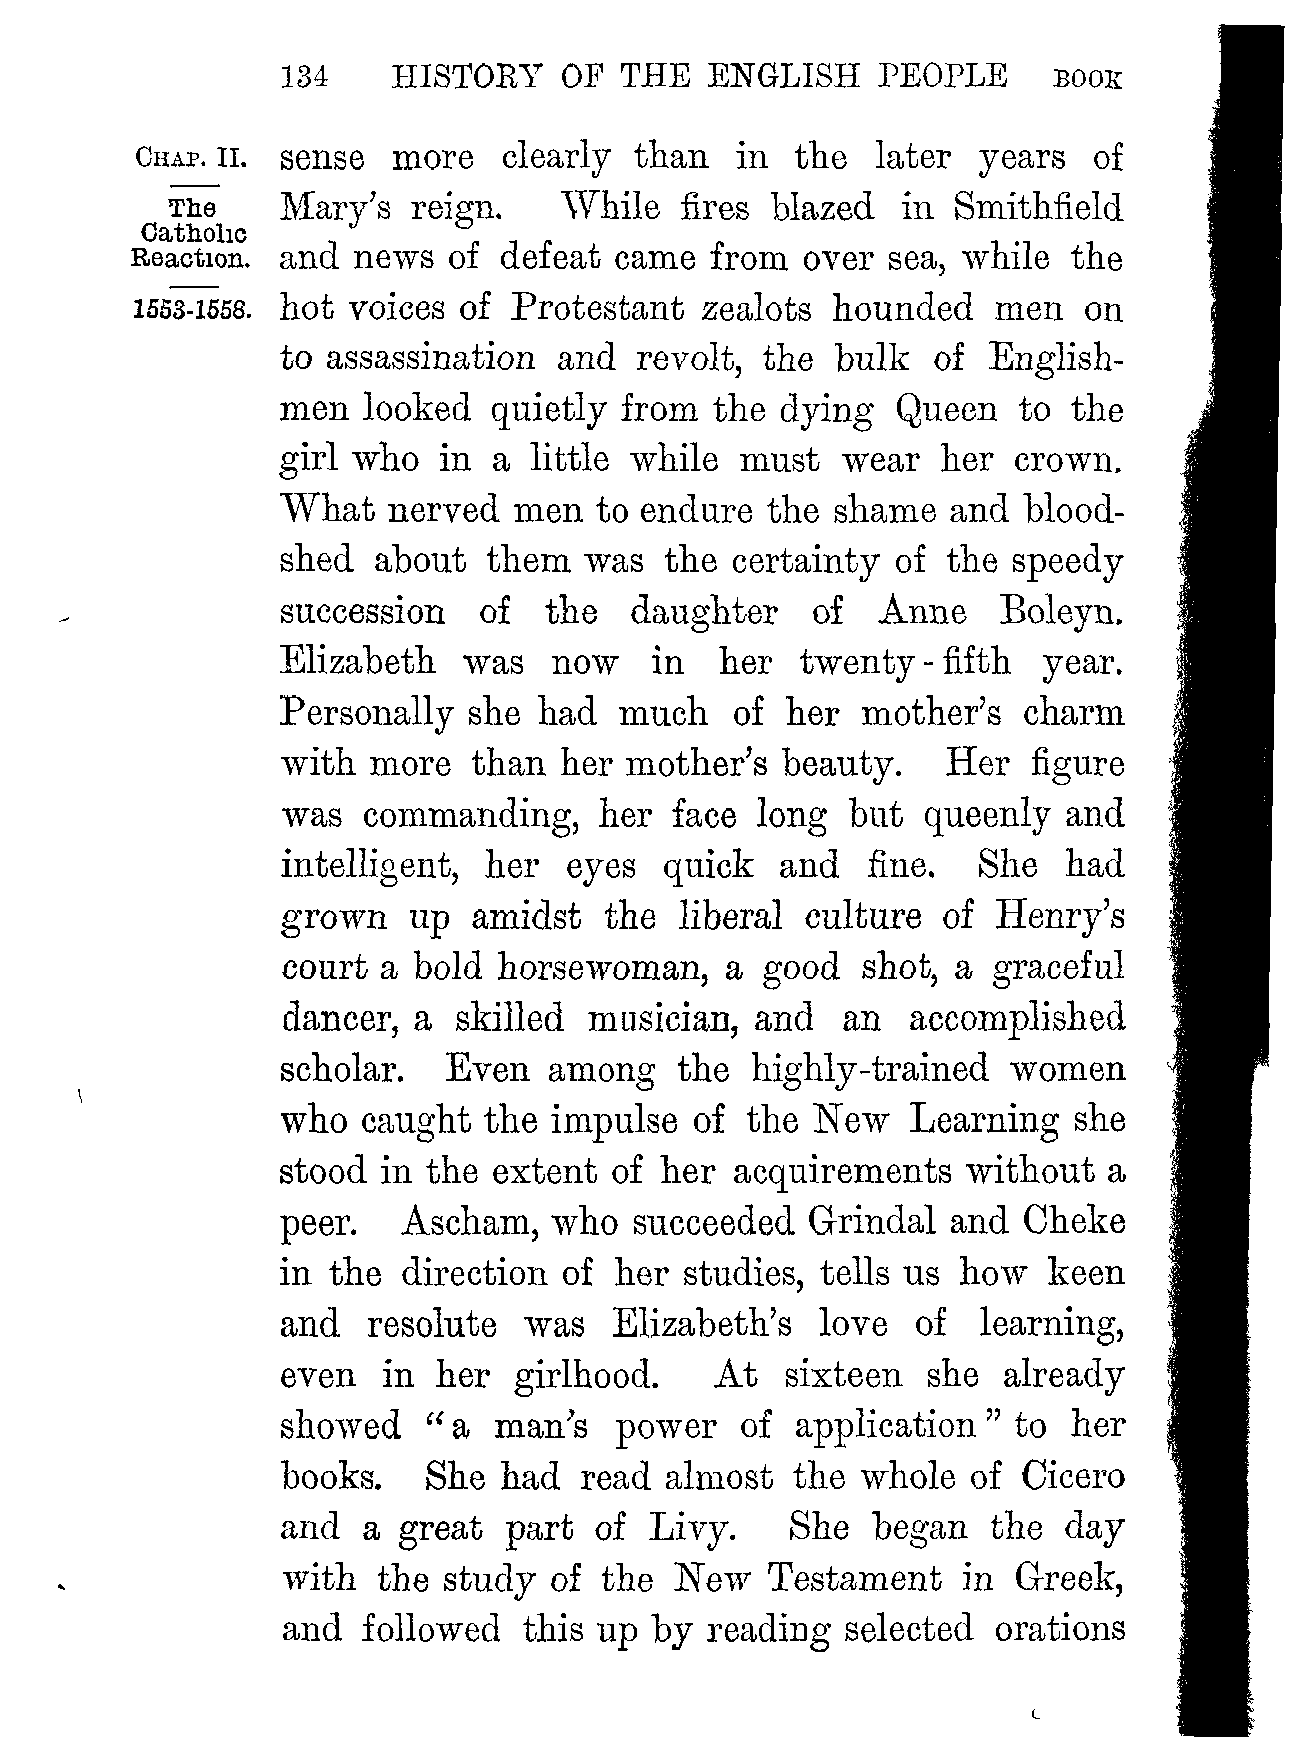 134 HISTORY OF THE ENGLISH PEOPLE BOOK
CHAP. II.
The
Catholic
Reaction.
1553-1558.
sense more clearly than in the later years of
Mary's reign. While fires blazed in Smithfield
and news of defeat came from over sea, while the
hot voices of Protestant zealots hounded men on
to assassination and revolt, the bulk of English-
men looked quietly from the dying Queen to the
girl who in a little while must wear her crown.
What nerved men to endure the shame and blood-
shed about them was the certainty of the speedy
succession of the daughter of Anne Boleyn.
Elizabeth was now in her twenty-fifth year.
Personally she had much of her mother's charm
with more than her mother's beauty. Her figure
was commanding, her face long but queenly and
intelligent, her eyes quick and fine. She had
grown up amidst the liberal culture of Henry's
court a bold horsewoman, a good shot, a graceful
dancer, a skilled musician, and an accomplished
scholar. Even among the highly-trained women
who caught the impulse of the New Learning she
stood in the extent of her acquirements without a
peer. Ascham, who succeeded Grindal and Cheke
in the direction of her studies, tells us how keen
and resolute was Elizabeth's love of learning,
even in her girlhood. At sixteen she already
showed "a man's power of application" to her
books. She had read almost the whole of Cicero
and a great part of Livy. She began the day
with the study of the New Testament in Greek,
and followed this up by reading selected orations